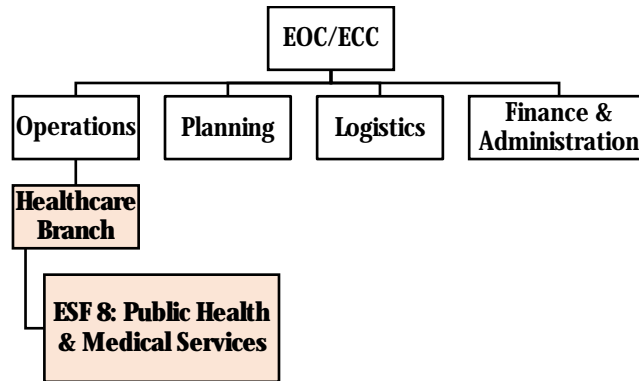 EOC/ECC
Operations
Planning
Logistics
Finance &
Administration
Healthcare
Branch
ESF 8: Public Health
& Medical Services